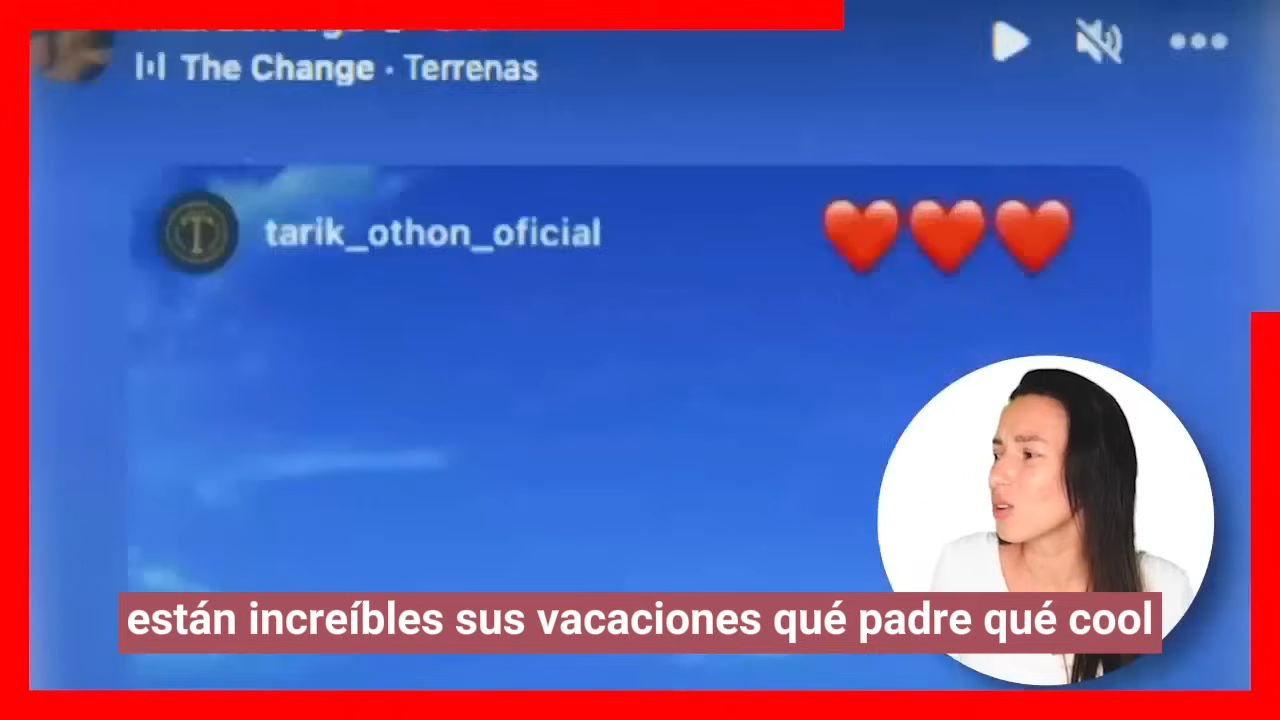 The Change · Terrenas
T
tarik_othon_oficial
están increíbles sus vacaciones qué padre qué cool